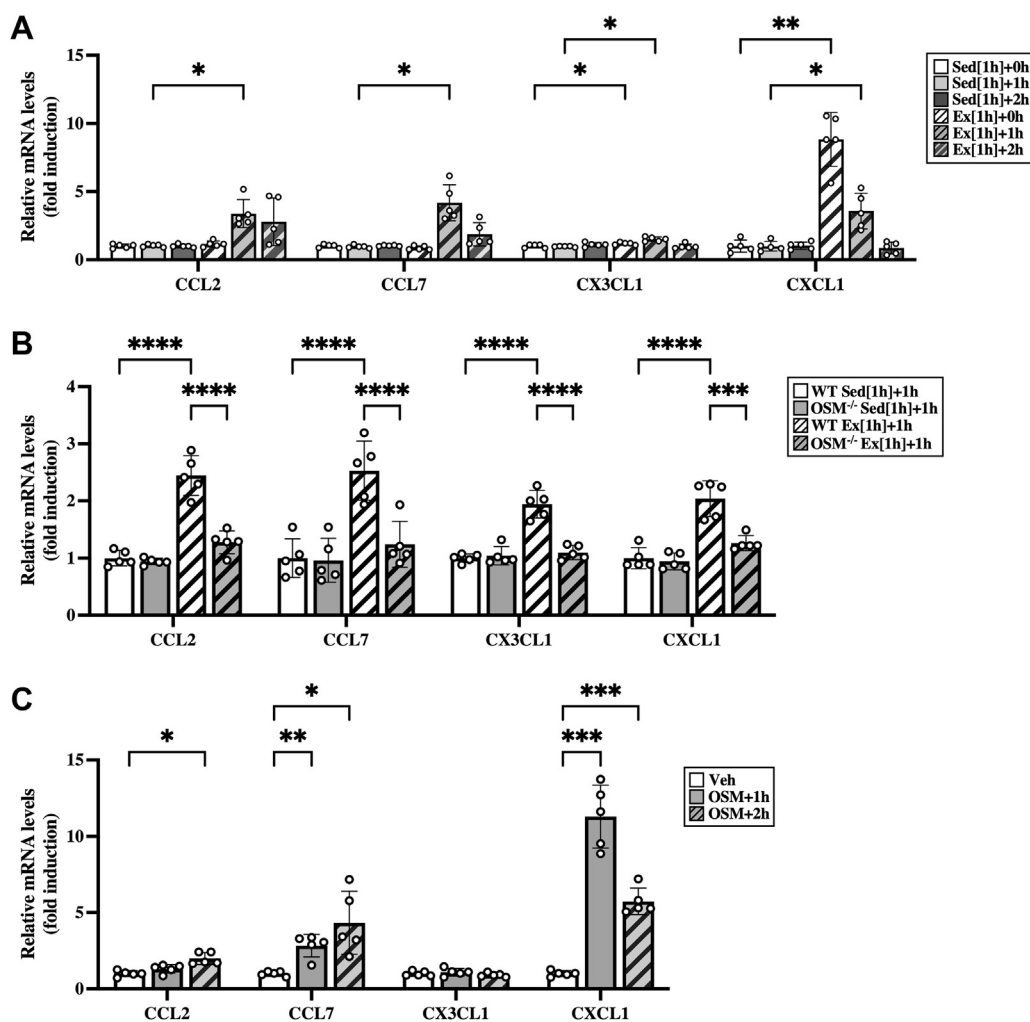 A
Relative mRNA levels
(fold induction)
15
10
5
0
*
*
*
*
**
*
CCL2
CCL7
CX3CL1
CXCL1
Sed[1h]+0h
Sed[1h]+1h
Sed[1h]+2h
Ex[1h]+0h
Ex[1h]+1h
Ex[1h]+2h
B
Relative mRNA levels
(fold induction)
4
3
2
1
0
****
****
****
****
****
****
****
***
CCL2
CCL7
CX3CL1
CXCL1
WT Sed[1h]+1h
OSM⁻/⁻ Sed[1h]+1h
WT Ex[1h]+1h
OSM⁻/⁻ Ex[1h]+1h
C
Relative mRNA levels
(fold induction)
15
10
5
0
*
*
**
***
***
CCL2
CCL7
CX3CL1
CXCL1
Veh
OSM+1h
OSM+2h